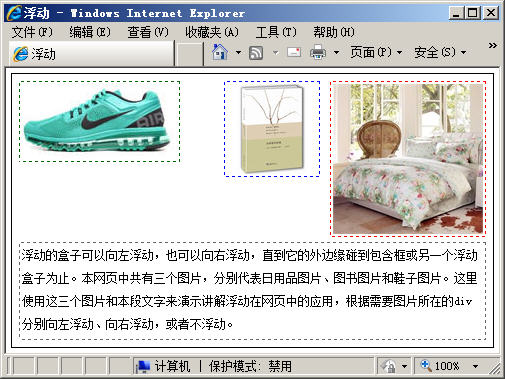 浮动 - Windows Internet Explorer
文件(F) 编辑(E) 查看(V) 收藏夹(A) 工具(T) 帮助(H)
浮动 页面(P) 安全(S) »
AIR
浮动的盒子可以向左浮动，也可以向右浮动，直到它的外边缘碰到包含框或另一个浮动
盒子为止。本网页中共有三个图片，分别代表日用品图片、图书图片和鞋子图片。这里
使用这三个图片和本段文字来演示讲解浮动在网页中的应用，根据需要图片所在的div
分别向左浮动、向右浮动，或者不浮动。
计算机 | 保护模式: 禁用 100%